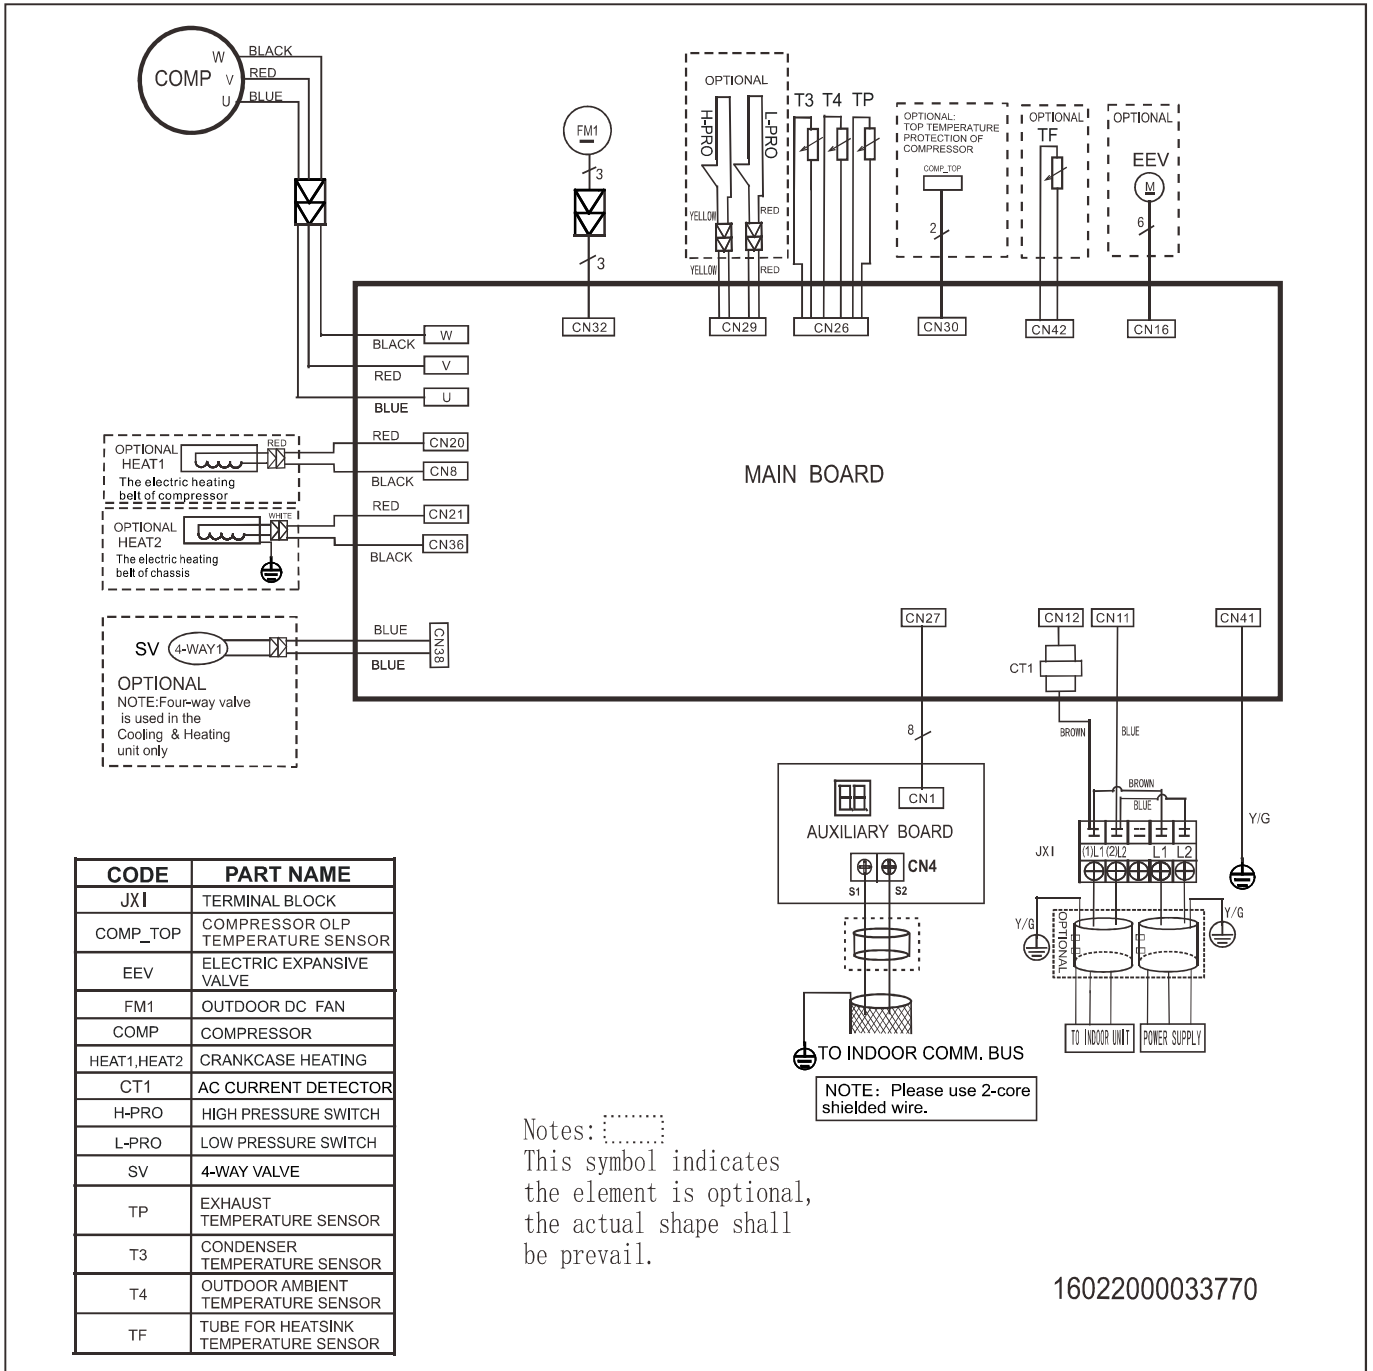 COMP
W
V
U
BLACK
RED
BLUE
FM1
3
3
OPTIONAL
H-PRO
L-PRO
YELLOW
RED
YELLOW
RED
T3 T4 TP
OPTIONAL:
TOP TEMPERATURE
PROTECTION OF
COMPRESSOR
COMP_TOP
2
OPTIONAL
TF
OPTIONAL
EEV
M
6
CN32
CN29
CN26
CN30
CN42
CN16
BLACK
W
RED
V
BLUE
U
OPTIONAL
HEAT1
RED
The electric heating
belt of compressor
RED
CN20
BLACK
CN8
OPTIONAL
HEAT2
WHITE
The electric heating
belt of chassis
RED
CN21
BLACK
CN36
MAIN BOARD
SV
4-WAY1
OPTIONAL
NOTE:Four-way valve
is used in the
Cooling & Heating
unit only
BLUE
BLUE
CN38
CN27
CN12
CN11
CN41
CT1
8
BROWN
BLUE
CN1
AUXILIARY BOARD
CN4
S1
S2
BROWN
BLUE
Y/G
JX1
(1)L1 (2)L2 L1 L2
Y/G
OPTIONAL
Y/G
TO INDOOR UNIT
POWER SUPPLY
TO INDOOR COMM. BUS
NOTE: Please use 2-core
shielded wire.
CODE PART NAME
JX1 TERMINAL BLOCK
COMP_TOP COMPRESSOR OLP
TEMPERATURE SENSOR
EEV ELECTRIC EXPANSIVE
VALVE
FM1 OUTDOOR DC FAN
COMP COMPRESSOR
HEAT1,HEAT2 CRANKCASE HEATING
CT1 AC CURRENT DETECTOR
H-PRO HIGH PRESSURE SWITCH
L-PRO LOW PRESSURE SWITCH
SV 4-WAY VALVE
TP EXHAUST
TEMPERATURE SENSOR
T3 CONDENSER
TEMPERATURE SENSOR
T4 OUTDOOR AMBIENT
TEMPERATURE SENSOR
TF TUBE FOR HEATSINK
TEMPERATURE SENSOR
Notes:
This symbol indicates
the element is optional,
the actual shape shall
be prevail.
16022000033770